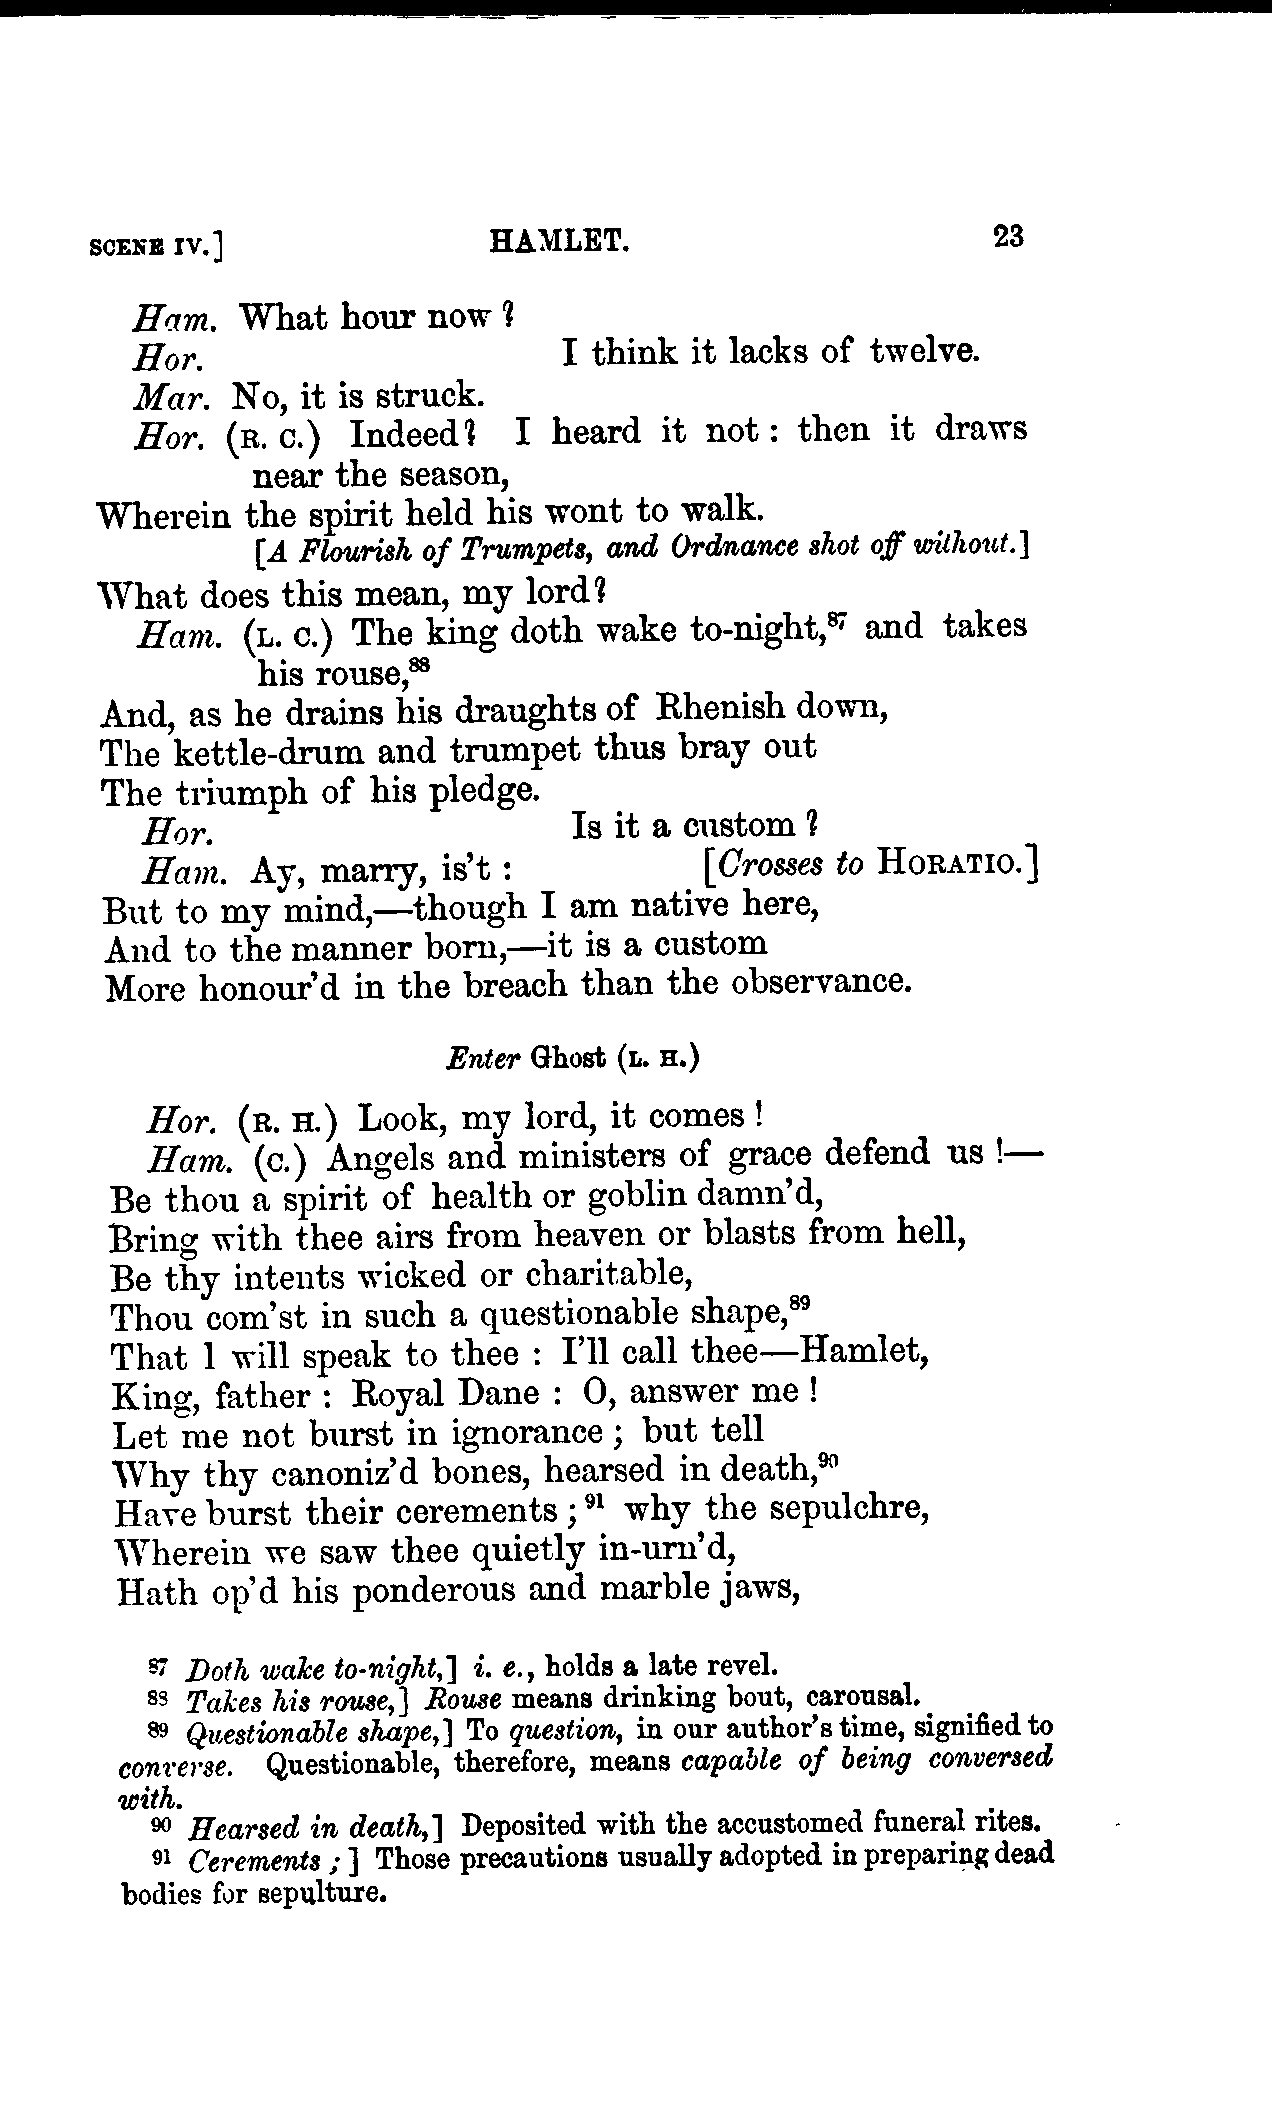 SCENE IV.] HAMLET. 23
Ham. What hour now?
Hor. I think it lacks of twelve.
Mar. No, it is struck.
Hor. (R. C.) Indeed? I heard it not: then it draws
near the season,
Wherein the spirit held his wont to walk.
[A Flourish of Trumpets, and Ordnance shot off without.]
What does this mean, my lord?
Ham. (L. C.) The king doth wake to-night,⁸⁷ and takes
his rouse,⁸⁸
And, as he drains his draughts of Rhenish down,
The kettle-drum and trumpet thus bray out
The triumph of his pledge.
Hor. Is it a custom?
Ham. Ay, marry, is't: [Crosses to HORATIO.]
But to my mind,—though I am native here,
And to the manner born,—it is a custom
More honour'd in the breach than the observance.
Enter Ghost (L. H.)
Hor. (R. H.) Look, my lord, it comes!
Ham. (C.) Angels and ministers of grace defend us!—
Be thou a spirit of health or goblin damn'd,
Bring with thee airs from heaven or blasts from hell,
Be thy intents wicked or charitable,
Thou com'st in such a questionable shape,⁸⁹
That I will speak to thee: I'll call thee—Hamlet,
King, father: Royal Dane: O, answer me!
Let me not burst in ignorance; but tell
Why thy canoniz'd bones, hearsed in death,⁹⁰
Have burst their cerements;⁹¹ why the sepulchre,
Wherein we saw thee quietly in-urn'd,
Hath op'd his ponderous and marble jaws,
⁸⁷ Doth wake to-night,] i. e., holds a late revel.
⁸⁸ Takes his rouse,] Rouse means drinking bout, carousal.
⁸⁹ Questionable shape,] To question, in our author's time, signified to
converse. Questionable, therefore, means capable of being conversed
with.
⁹⁰ Hearsed in death,] Deposited with the accustomed funeral rites.
⁹¹ Cerements;] Those precautions usually adopted in preparing dead
bodies for sepulture.